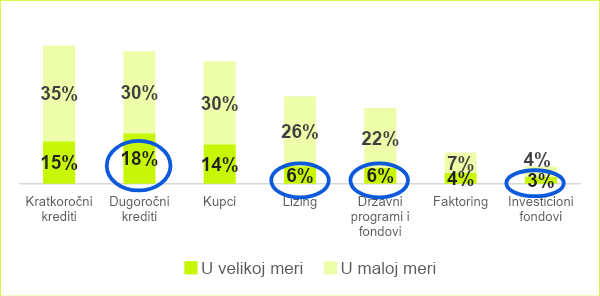 35%
30%
30%
26%
22%
7%
4%
15%
18%
14%
6%
6%
4%
3%
Kratkoročni
krediti
Dugoročni
krediti
Kupci
Lizing
Državni
programi i
fondovi
Faktoring
Investicioni
fondovi
U velikoj meri
U maloj meri